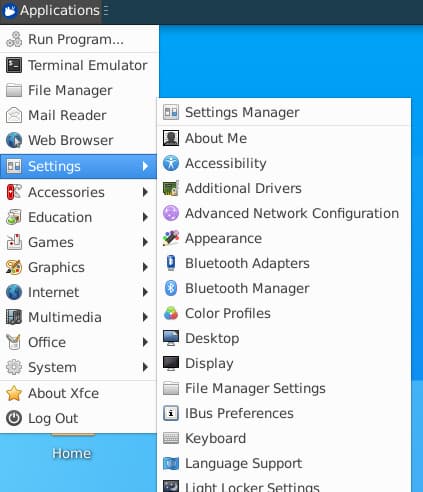 Applications
Run Program...
Terminal Emulator
File Manager
Mail Reader
Web Browser
Settings
Accessories
Education
Games
Graphics
Internet
Multimedia
Office
System
About Xfce
Log Out
Settings Manager
About Me
Accessibility
Additional Drivers
Advanced Network Configuration
Appearance
Bluetooth Adapters
Bluetooth Manager
Color Profiles
Desktop
Display
File Manager Settings
IBus Preferences
Keyboard
Language Support
Light Locker Settings
Home